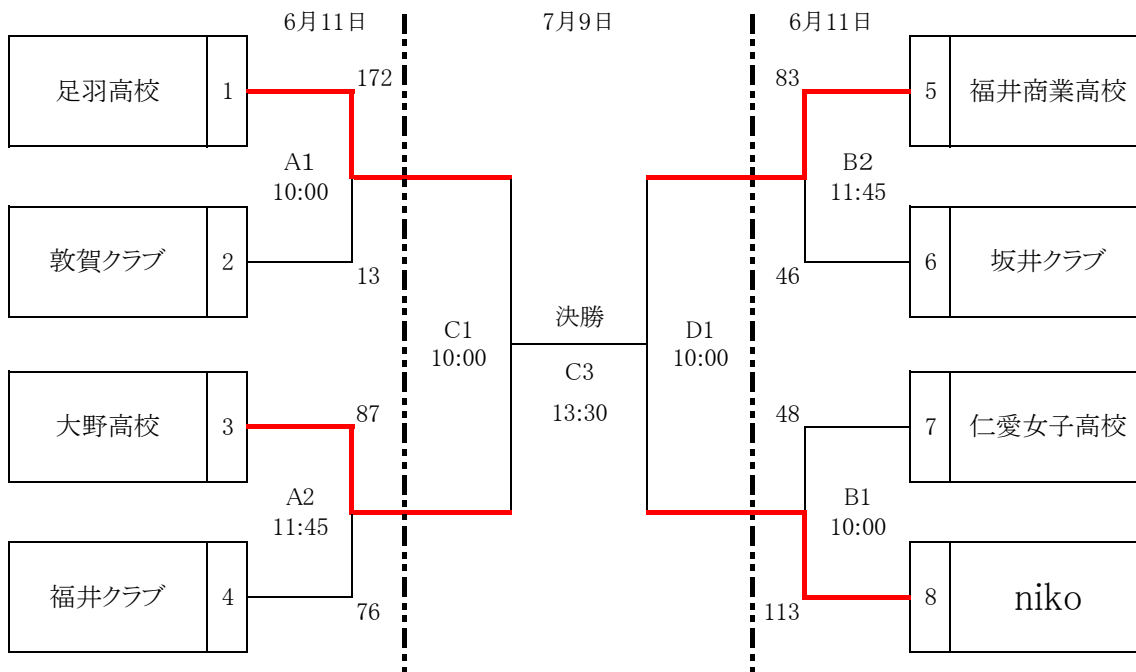 6月11日
7月9日
6月11日
足羽高校
1
172
83
5
福井商業高校
A1
10:00
B2
11:45
敦賀クラブ
2
13
46
6
坂井クラブ
C1
10:00
決勝
C3
13:30
D1
10:00
大野高校
3
87
48
7
仁愛女子高校
A2
11:45
B1
10:00
福井クラブ
4
76
113
8
niko